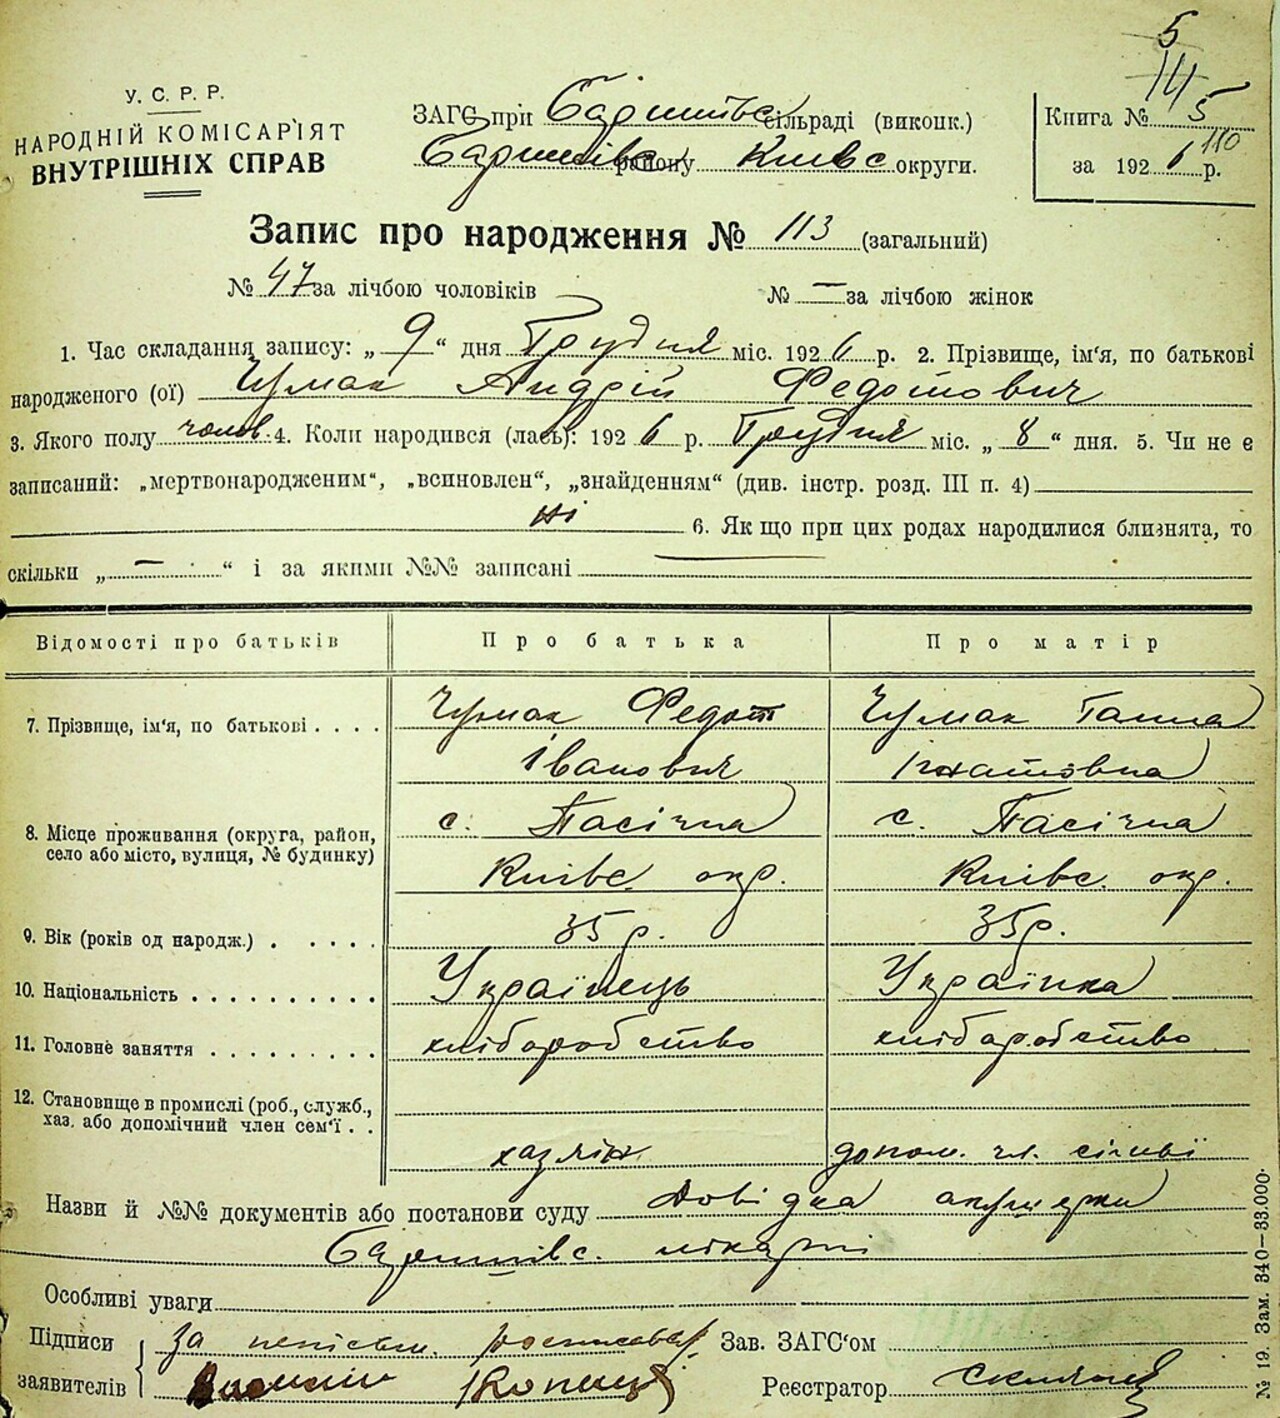 5
14
У. С. Р. Р.
НАРОДНІЙ КОМІСАР'ІЯТ
ВНУТРІШНІХ СПРАВ
ЗАГС при Баришівс сільраді (виконк.)
Баришівс району Київс округи.
Книга № 5
110
за 1926 р.
Запис про народження № 113 (загальний)
№ 47 за лічбою чоловіків № — за лічбою жінок
1. Час складання запису: „ 9 “ дня Грудня міс. 1926 р. 2. Прізвище, ім‘я, по батькові
народженого (ої) Чумак Андрій Федотович
3. Якого полу чолов. 4. Коли народився (лась): 1926 р. Грудня міс. „ 8 “ дня. 5. Чи не є
записаний: „мертвонародженим“, „всиновлен“, „знайденням“ (див. інстр. розд. III п. 4)
ні 6. Як що при цих родах народилися близнята, то
скільки „ — “ і за якими №№ записані —
Відомості про батьків Про батька Про матір
7. Прізвище, ім‘я, по батькові . . . . Чумак Федот Чумак Ганна
Іванович Ігнатівна
8. Місце проживання (округа, район, с. Пасічна с. Пасічна
село або місто, вулиця, № будинку) Київс. окр. Київс. окр.
9. Вік (років од народж.) . . . . . 35 р. 35 р.
10. Національність . . . . . . . . . . Українець Українка
11. Головне заняття . . . . . . . . . хліборобство хліборобство
12. Становище в промислі (роб., служб.,
хаз. або допомічний член сем‘ї . . хазяїн допом. чл. сімьї
Назви й №№ документів або постанови суду Довідка акушерки
Баришівс. лікарні
Особливі уваги
Підписи За неписьм. росписався Зав. ЗАГС‘ом
заявителів Реєстратор
№ 19. Зам. 340—33.000.